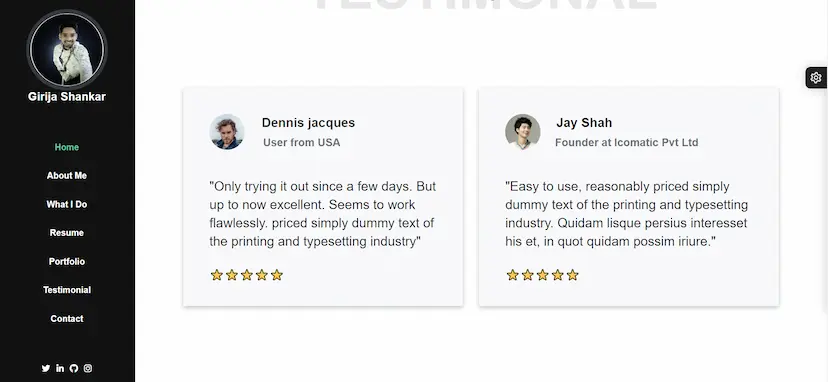 TESTIMONAL
Girija Shankar
Home
About Me
What I Do
Resume
Portfolio
Testimonial
Contact
Dennis jacques
User from USA
"Only trying it out since a few days. But
up to now excellent. Seems to work
flawlessly. priced simply dummy text of
the printing and typesetting industry"
Jay Shah
Founder at Icomatic Pvt Ltd
"Easy to use, reasonably priced simply
dummy text of the printing and typesetting
industry. Quidam lisque persius interesset
his et, in quot quidam possim iriure."